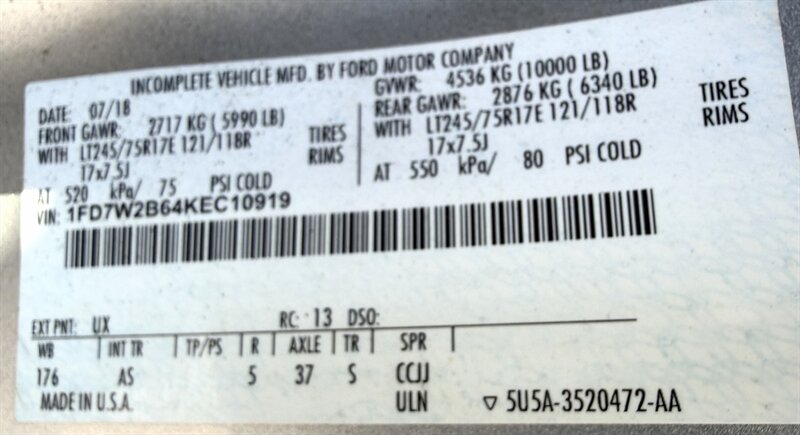 INCOMPLETE VEHICLE MFD. BY FORD MOTOR COMPANY
DATE: 07/18
FRONT GAWR: 2717 KG ( 5990 LB)
WITH LT245/75R17E 121/118R TIRES
17x7.5J RIMS
AT 520 kPa/ 75 PSI COLD
GVWR: 4536 KG (10000 LB)
REAR GAWR: 2876 KG ( 6340 LB)
WITH LT245/75R17E 121/118R TIRES
17x7.5J RIMS
AT 550 kPa/ 80 PSI COLD
VIN: 1FD7W2B64KEC10919
EXT PNT: UX RC: 13 DSO:
WB INT TR TP/PS R AXLE TR SPR
176 AS 5 37 S CCJJ
MADE IN U.S.A. ULN ▽ 5U5A-3520472-AA